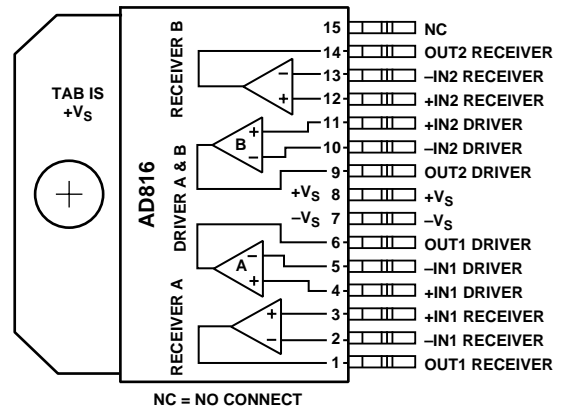 TAB IS
+VS
AD816
RECEIVER B
DRIVER A & B
RECEIVER A
15 NC
14 OUT2 RECEIVER
− 13 –IN2 RECEIVER
+ 12 +IN2 RECEIVER
+ 11 +IN2 DRIVER
B − 10 –IN2 DRIVER
9 OUT2 DRIVER
+VS 8 +VS
–VS 7 –VS
6 OUT1 DRIVER
A − 5 –IN1 DRIVER
+ 4 +IN1 DRIVER
+ 3 +IN1 RECEIVER
− 2 –IN1 RECEIVER
1 OUT1 RECEIVER
NC = NO CONNECT